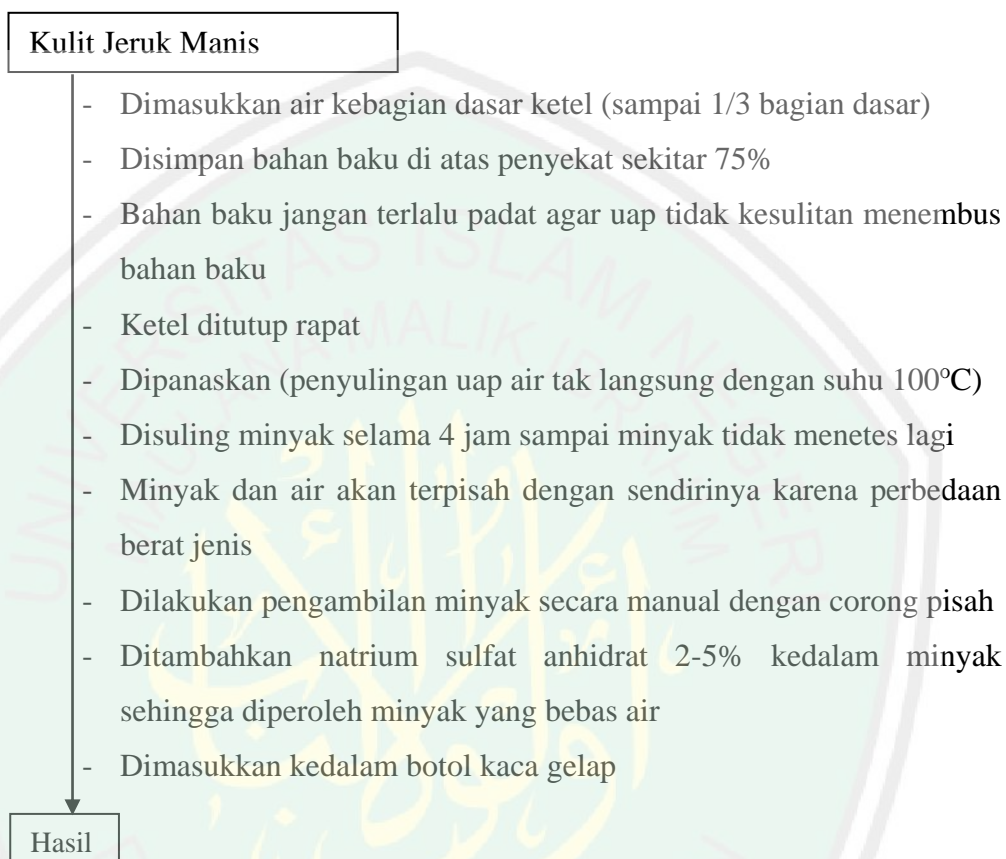 Kulit Jeruk Manis
- Dimasukkan air kebagian dasar ketel (sampai 1/3 bagian dasar)
- Disimpan bahan baku di atas penyekat sekitar 75%
- Bahan baku jangan terlalu padat agar uap tidak kesulitan menembus
bahan baku
- Ketel ditutup rapat
- Dipanaskan (penyulingan uap air tak langsung dengan suhu 100°C)
- Disuling minyak selama 4 jam sampai minyak tidak menetes lagi
- Minyak dan air akan terpisah dengan sendirinya karena perbedaan
berat jenis
- Dilakukan pengambilan minyak secara manual dengan corong pisah
- Ditambahkan natrium sulfat anhidrat 2-5% kedalam minyak
sehingga diperoleh minyak yang bebas air
- Dimasukkan kedalam botol kaca gelap
Hasil